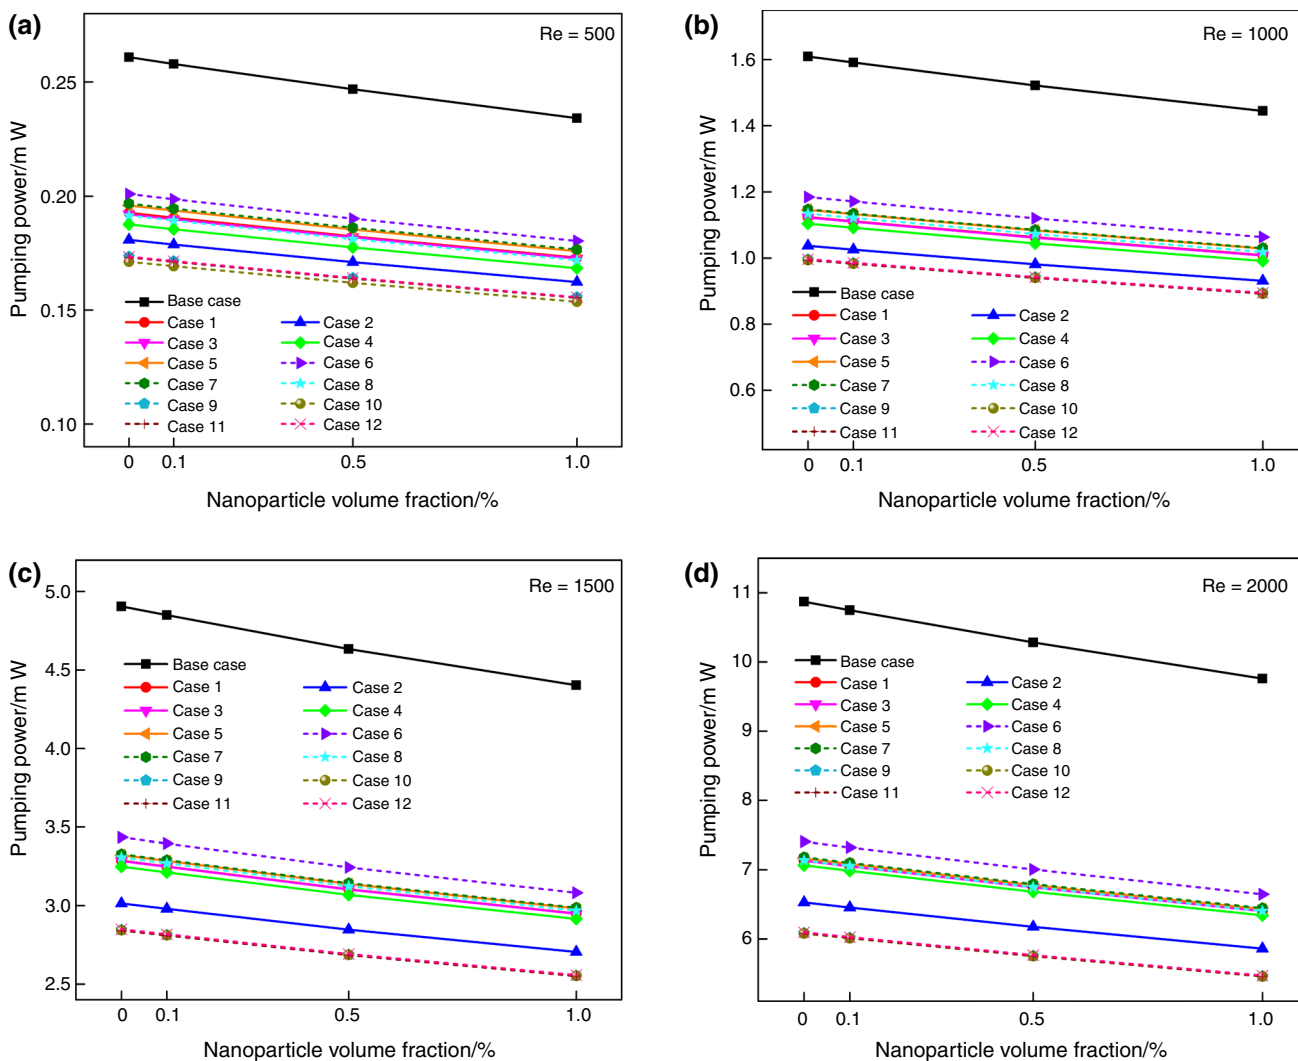 (a)
Re = 500
Pumping power/m W
0.25
0.20
0.15
0.10
Base case
Case 1
Case 2
Case 3
Case 4
Case 5
Case 6
Case 7
Case 8
Case 9
Case 10
Case 11
Case 12
0 0.1 0.5 1.0
Nanoparticle volume fraction/%
(b)
Re = 1000
Pumping power/m W
1.6
1.4
1.2
1.0
0.8
0.6
Base case
Case 1
Case 2
Case 3
Case 4
Case 5
Case 6
Case 7
Case 8
Case 9
Case 10
Case 11
Case 12
0 0.1 0.5 1.0
Nanoparticle volume fraction/%
(c)
Re = 1500
Pumping power/m W
5.0
4.5
4.0
3.5
3.0
2.5
Base case
Case 1
Case 2
Case 3
Case 4
Case 5
Case 6
Case 7
Case 8
Case 9
Case 10
Case 11
Case 12
0 0.1 0.5 1.0
Nanoparticle volume fraction/%
(d)
Re = 2000
Pumping power/m W
11
10
9
8
7
6
Base case
Case 1
Case 2
Case 3
Case 4
Case 5
Case 6
Case 7
Case 8
Case 9
Case 10
Case 11
Case 12
0 0.1 0.5 1.0
Nanoparticle volume fraction/%